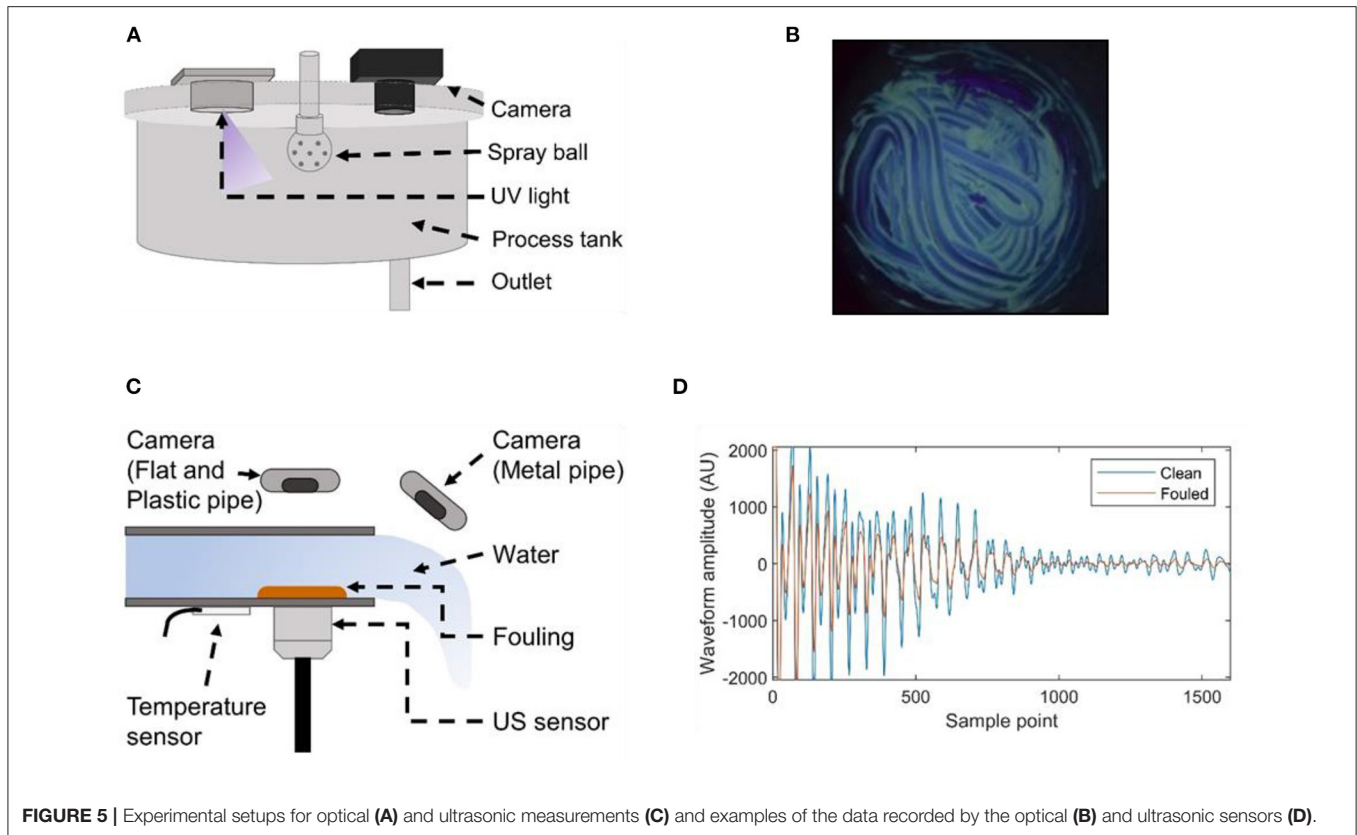 A
Camera
Spray ball
UV light
Process tank
Outlet
B
C
Camera
(Flat and
Plastic pipe)
Camera
(Metal pipe)
Water
Fouling
US sensor
Temperature
sensor
D
Waveform amplitude (AU)
2000
1000
0
-1000
-2000
Clean
Fouled
0
500
1000
1500
Sample point
FIGURE 5 | Experimental setups for optical (A) and ultrasonic measurements (C) and examples of the data recorded by the optical (B) and ultrasonic sensors (D).